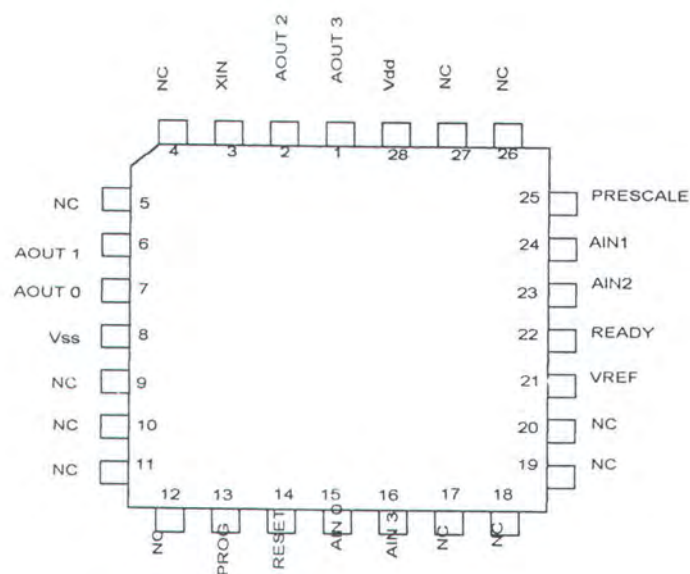 NC
XIN
AOUT 2
AOUT 3
Vdd
NC
NC
4
3
2
1
28
27
26
NC
5
AOUT 1
6
AOUT 0
7
Vss
8
NC
9
NC
10
NC
11
25
PRESCALE
24
AIN1
23
AIN2
22
READY
21
VREF
20
NC
19
NC
12
13
14
15
16
17
18
NC
PROG
RESET
AIN 0
AIN 3
NC
NC